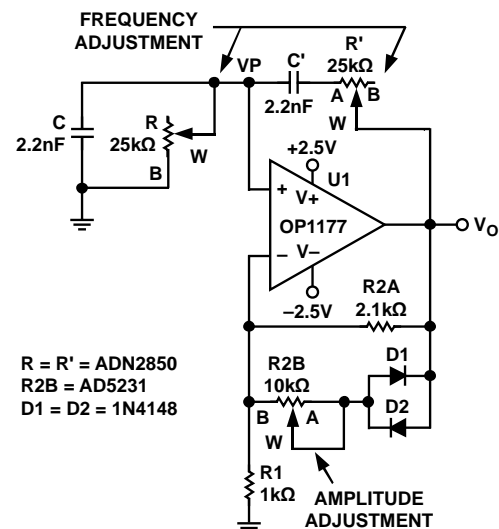 FREQUENCY
ADJUSTMENT
R'
25kΩ
VP
C'
2.2nF
A
B
W
C
2.2nF
R
25kΩ
B
W
+2.5V
U1
+
V+
OP1177
–
V–
–2.5V
VO
R2A
2.1kΩ
R2B
10kΩ
B
A
W
D1
D2
R1
1kΩ
R = R' = ADN2850
R2B = AD5231
D1 = D2 = 1N4148
AMPLITUDE
ADJUSTMENT